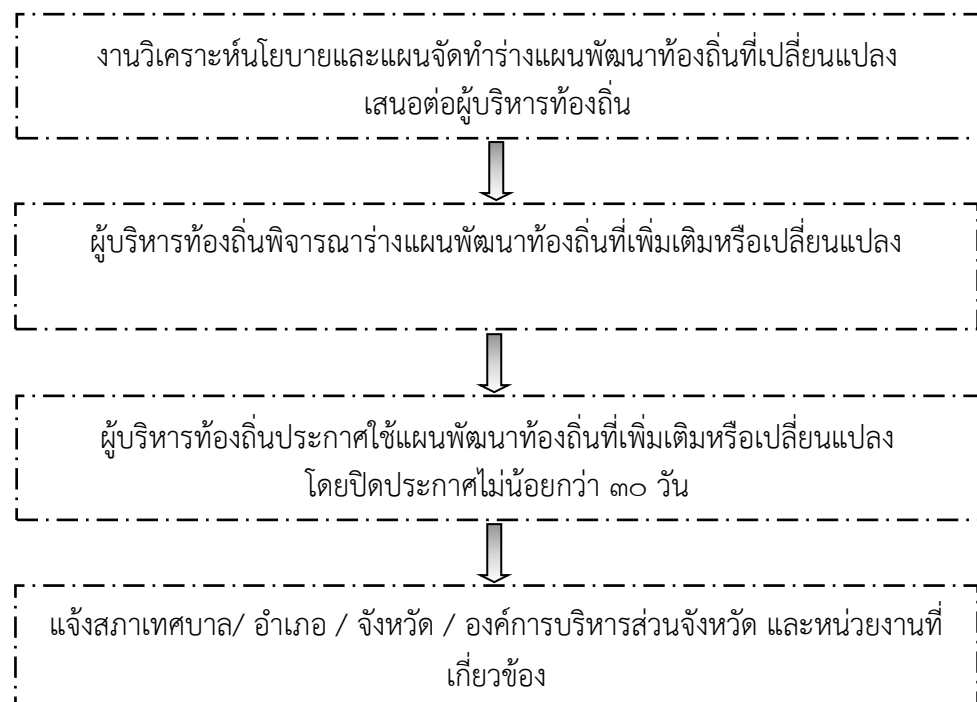 งานวิเคราะห์นโยบายและแผนจัดทำร่างแผนพัฒนาท้องถิ่นที่เปลี่ยนแปลง
เสนอต่อผู้บริหารท้องถิ่น
ผู้บริหารท้องถิ่นพิจารณาร่างแผนพัฒนาท้องถิ่นที่เพิ่มเติมหรือเปลี่ยนแปลง
ผู้บริหารท้องถิ่นประกาศใช้แผนพัฒนาท้องถิ่นที่เพิ่มเติมหรือเปลี่ยนแปลง
โดยปิดประกาศไม่น้อยกว่า ๓๐ วัน
แจ้งสภาเทศบาล/ อำเภอ / จังหวัด / องค์การบริหารส่วนจังหวัด และหน่วยงานที่
เกี่ยวข้อง